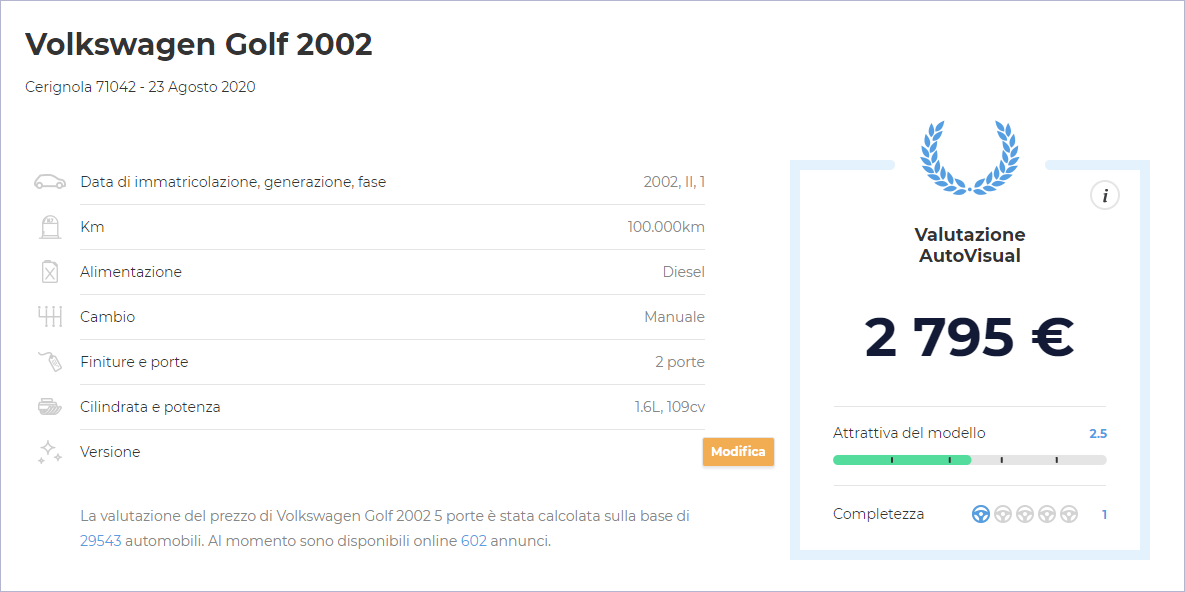 Volkswagen Golf 2002
Cerignola 71042 - 23 Agosto 2020
Data di immatricolazione, generazione, fase 2002, II, 1
Km 100.000km
Alimentazione Diesel
Cambio Manuale
Finiture e porte 2 porte
Cilindrata e potenza 1.6L, 109cv
Versione Modifica
La valutazione del prezzo di Volkswagen Golf 2002 5 porte è stata calcolata sulla base di
29543 automobili. Al momento sono disponibili online 602 annunci.
i
Valutazione
AutoVisual
2 795 €
Attrattiva del modello 2.5
Completezza 1